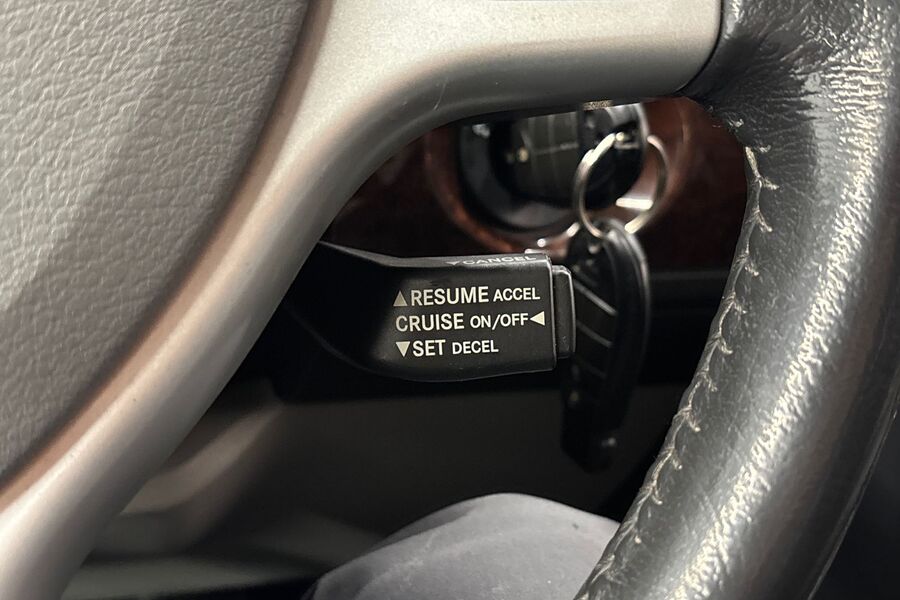 ▼CANCEL
▲RESUME ACCEL
CRUISE ON/OFF◀
▼SET DECEL